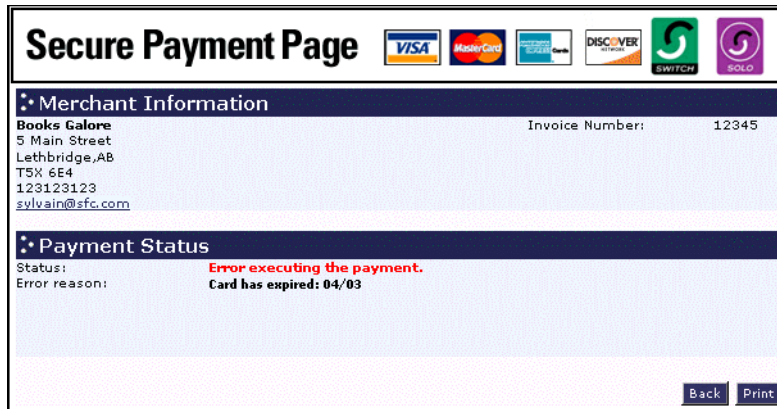 Secure Payment Page VISA MasterCard Cards DISCOVER NETWORK SWITCH SOLO
Merchant Information
Books Galore Invoice Number: 12345
5 Main Street
Lethbridge,AB
T5X 6E4
123123123
sylvain@sfc.com
Payment Status
Status: Error executing the payment.
Error reason: Card has expired: 04/03
Back Print